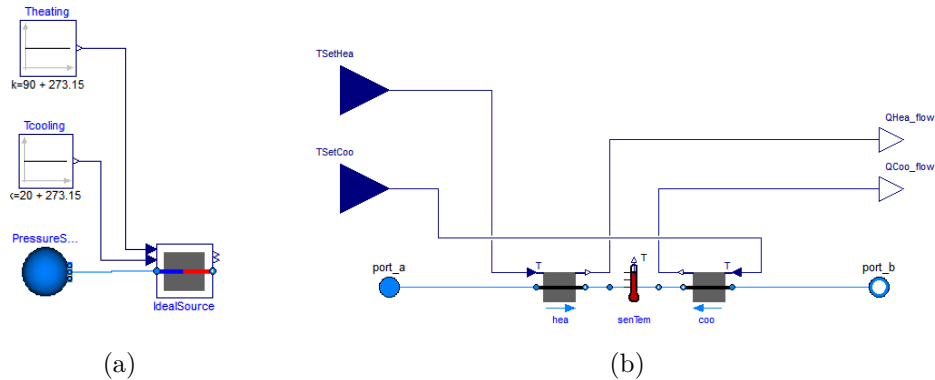 Theating
k=90 + 273.15
Tcooling
k=20 + 273.15
PressureS...
IdealSource
(a)
TSetHea
QHea_flow
TSetCoo
QCoo_flow
port_a
T
T
T
port_b
hea
senTem
coo
(b)